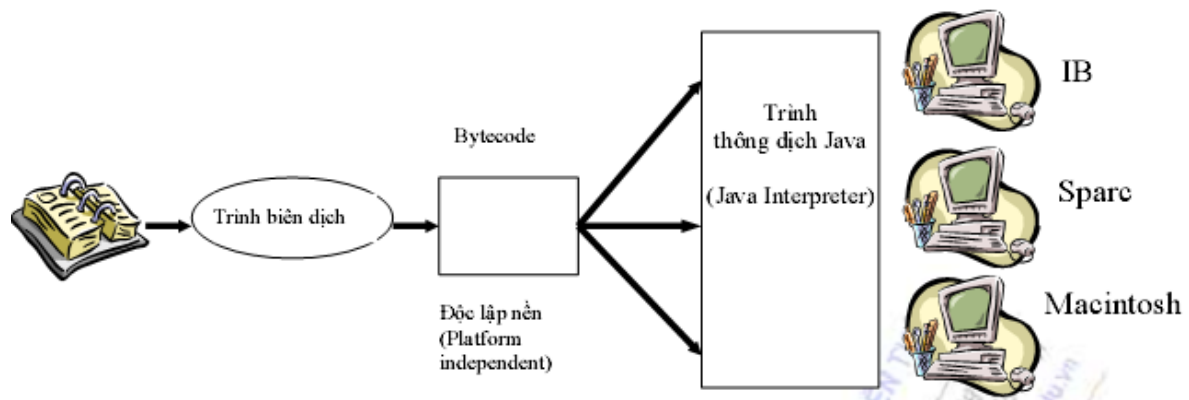 Trình biên dịch
Bytecode
Độc lập nền
(Platform
independent)
Trình
thông dịch Java
(Java Interpreter)
IB
Sparc
Macintosh